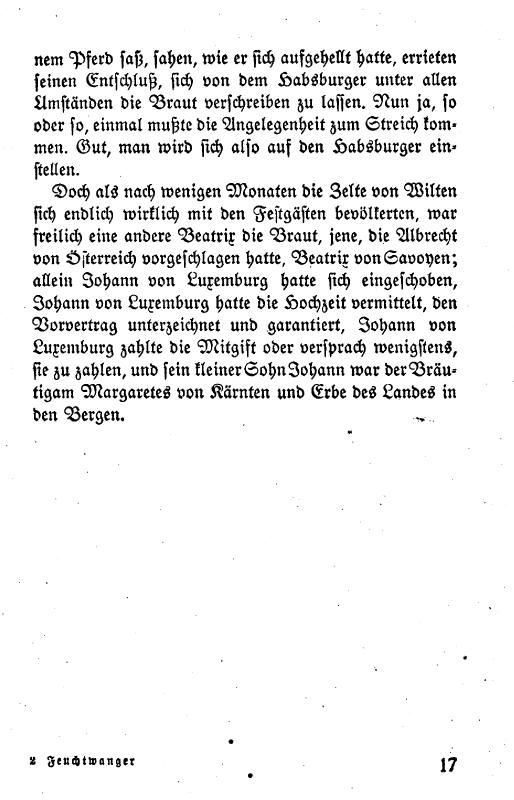 nem Pferd saß, sahen, wie er sich aufgehellt hatte, errieten
seinen Entschluß, sich von dem Habsburger unter allen
Umständen die Braut verschreiben zu lassen. Nun ja, so
oder so, einmal mußte die Angelegenheit zum Streich kom-
men. Gut, man wird sich also auf den Habsburger ein-
stellen.
Doch als nach wenigen Monaten die Zelte von Wilten
sich endlich wirklich mit den Festgästen bevölkerten, war
freilich eine andere Beatrix die Braut, jene, die Albrecht
von Österreich vorgeschlagen hatte, Beatrix von Savoyen;
allein Johann von Luxemburg hatte sich eingeschoben,
Johann von Luxemburg hatte die Hochzeit vermittelt, den
Vorvertrag unterzeichnet und garantiert, Johann von
Luxemburg zahlte die Mitgift oder versprach wenigstens,
sie zu zahlen, und sein kleiner Sohn Johann war der Bräu-
tigam Margaretes von Kärnten und Erbe des Landes in
den Bergen.
2 Feuchtwanger
17